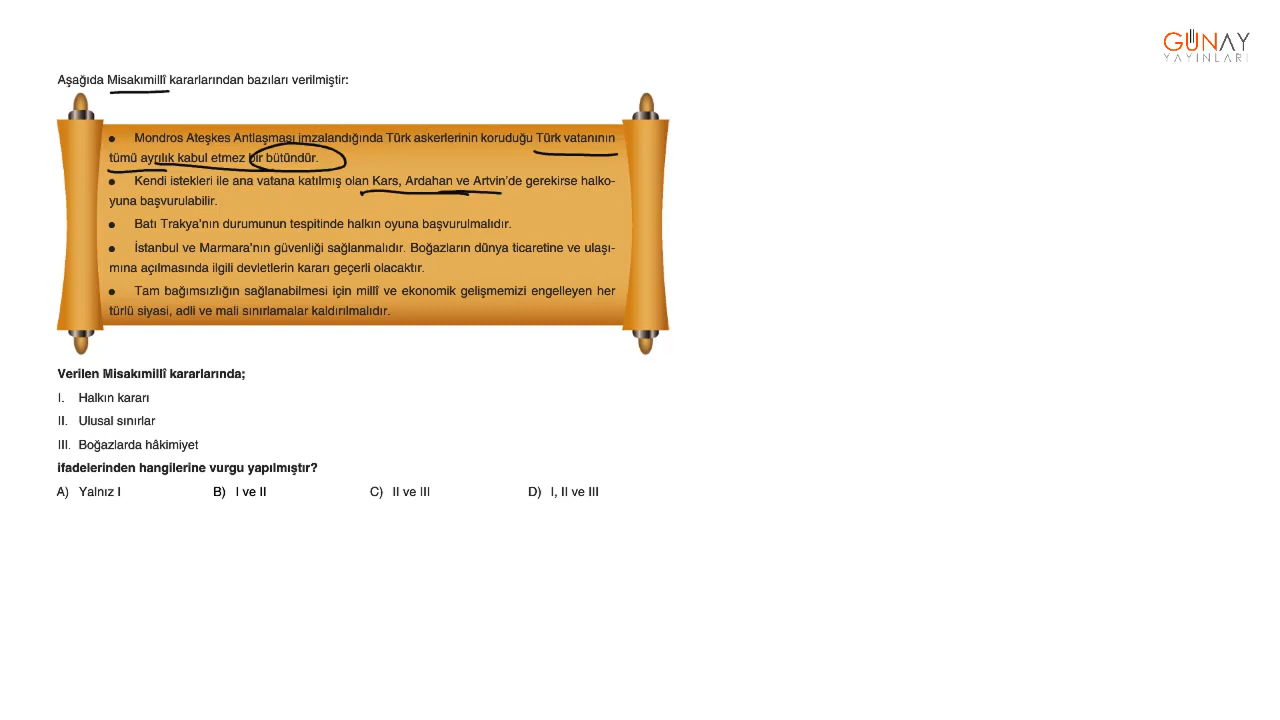 GÜNAY
YAYINLARI
Aşağıda Misakımillî kararlarından bazıları verilmiştir:
● Mondros Ateşkes Antlaşması imzalandığında Türk askerlerinin koruduğu Türk vatanının
tümü ayrılık kabul etmez bir bütündür.
● Kendi istekleri ile ana vatana katılmış olan Kars, Ardahan ve Artvin'de gerekirse halko-
yuna başvurulabilir.
● Batı Trakya'nın durumunun tespitinde halkın oyuna başvurulmalıdır.
● İstanbul ve Marmara'nın güvenliği sağlanmalıdır. Boğazların dünya ticaretine ve ulaşı-
mına açılmasında ilgili devletlerin kararı geçerli olacaktır.
● Tam bağımsızlığın sağlanabilmesi için millî ve ekonomik gelişmemizi engelleyen her
türlü siyasi, adli ve mali sınırlamalar kaldırılmalıdır.
Verilen Misakımillî kararlarında;
I. Halkın kararı
II. Ulusal sınırlar
III. Boğazlarda hâkimiyet
ifadelerinden hangilerine vurgu yapılmıştır?
A) Yalnız I B) I ve II C) II ve III D) I, II ve III